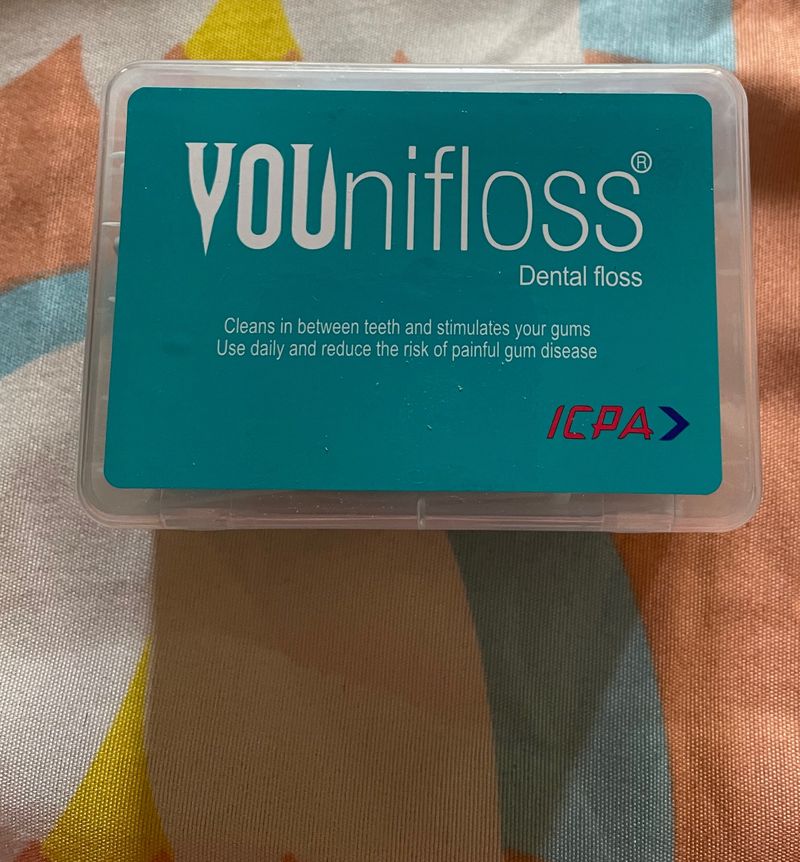 YOUnifloss®
Dental floss
Cleans in between teeth and stimulates your gums
Use daily and reduce the risk of painful gum disease
ICPA